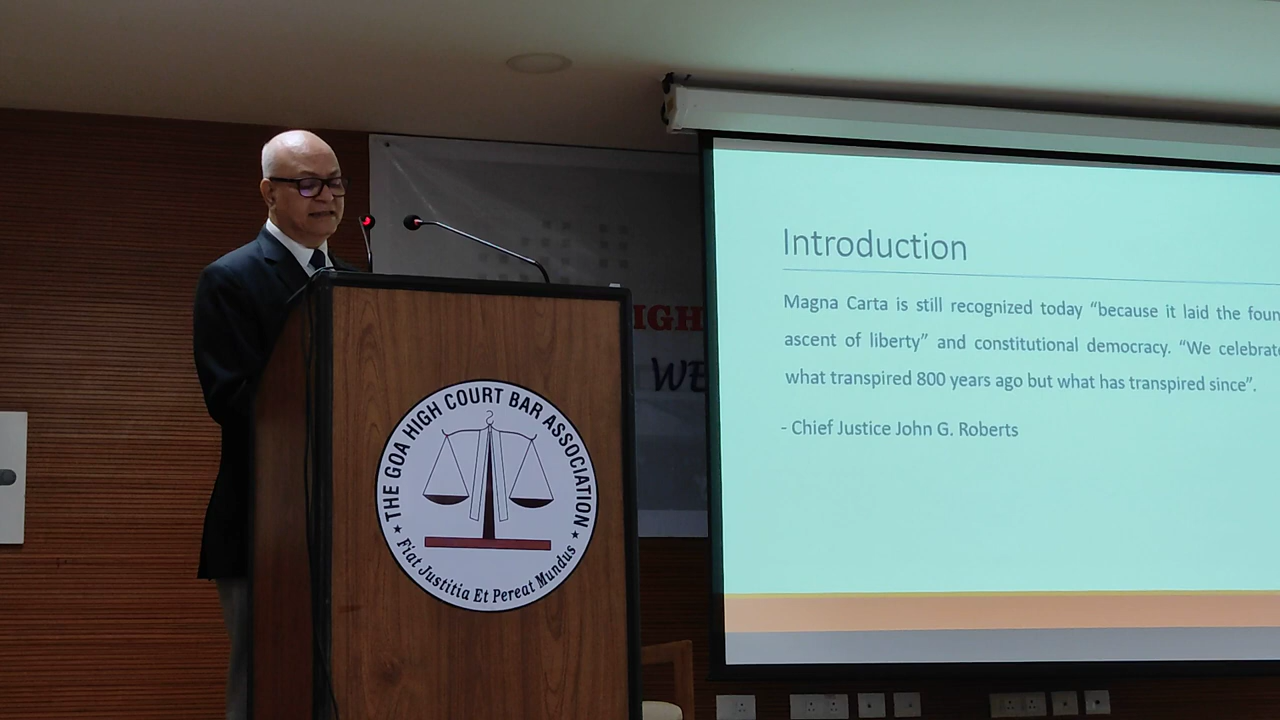 IGH
WE
THE GOA HIGH COURT BAR ASSOCIATION
Fiat Justitia Et Pereat Mundus
Introduction
Magna Carta is still recognized today “because it laid the foun
ascent of liberty” and constitutional democracy. “We celebrate
what transpired 800 years ago but what has transpired since”.
- Chief Justice John G. Roberts